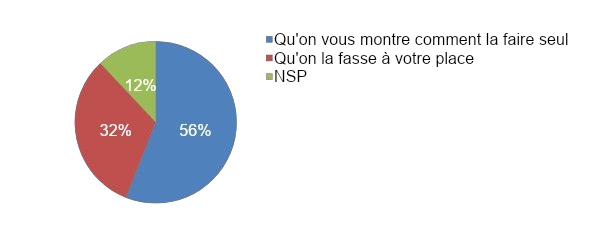 Qu'on vous montre comment la faire seul
Qu'on la fasse à votre place
NSP
12%
32%
56%